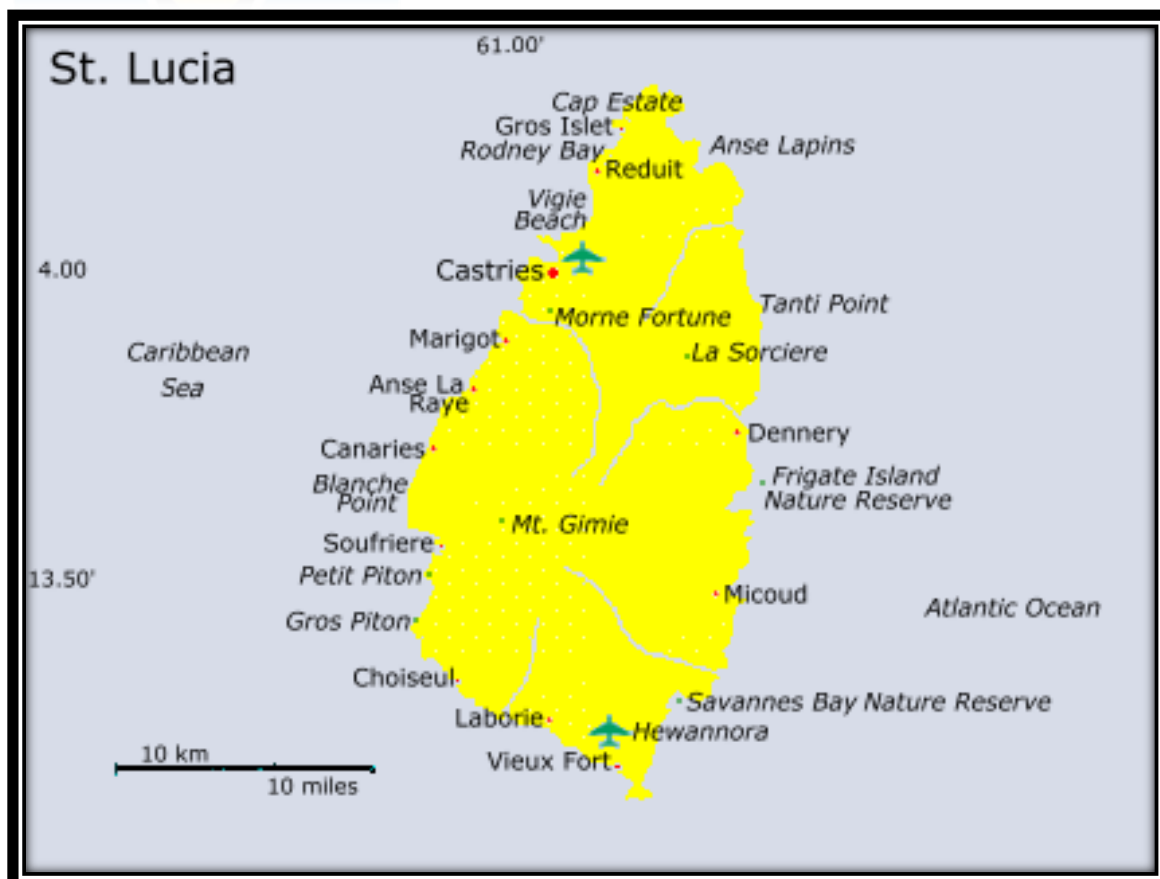 61.00'
St. Lucia
Cap Estate
Gros Islet
Rodney Bay
Anse Lapins
Reduit
Vigie
Beach
4.00
Castries
Tanti Point
Morne Fortune
Marigot
La Sorciere
Caribbean
Sea
Anse La
Raye
Dennery
Canaries
Blanche
Point
Frigate Island
Nature Reserve
Mt. Gimie
Soufriere
Petit Piton
13.50'
Micoud
Atlantic Ocean
Gros Piton
Choiseul
Savannes Bay Nature Reserve
Laborie
Hewannora
Vieux Fort
10 km
10 miles